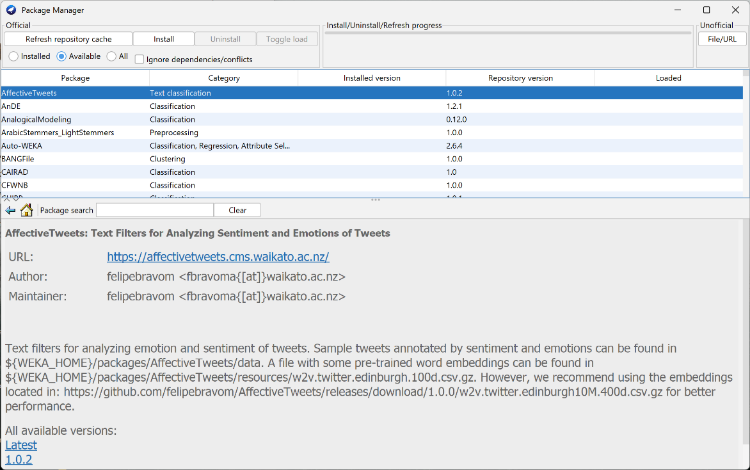 Package Manager
Official
Install/Uninstall/Refresh progress
Unofficial
Refresh repository cache Install Uninstall Toggle load
File/URL
Installed Available All Ignore dependencies/conflicts
Package Category Installed version Repository version Loaded
AffectiveTweets Text classification 1.0.2
AnDE Classification 1.2.1
AnalogicalModeling Classification 0.12.0
ArabicStemmers_LightStemmers Preprocessing 1.0.0
Auto-WEKA Classification, Regression, Attribute Sel... 2.6.4
BANGFile Clustering 1.0.0
CAIRAD Classification 1.0
CFWNB Classification 1.0.0
Package search Clear
AffectiveTweets: Text Filters for Analyzing Sentiment and Emotions of Tweets
URL: https://affectivetweets.cms.waikato.ac.nz/
Author: felipebravom <fbravoma{[at]}waikato.ac.nz>
Maintainer: felipebravom <fbravoma{[at]}waikato.ac.nz>
Text filters for analyzing emotion and sentiment of tweets. Sample tweets annotated by sentiment and emotions can be found in
${WEKA_HOME}/packages/AffectiveTweets/data. A file with some pre-trained word embeddings can be found in
${WEKA_HOME}/packages/AffectiveTweets/resources/w2v.twitter.edinburgh.100d.csv.gz. However, we recommend using the embeddings
located in: https://github.com/felipebravom/AffectiveTweets/releases/download/1.0.0/w2v.twitter.edinburgh10M.400d.csv.gz for better
performance.
All available versions:
Latest
1.0.2